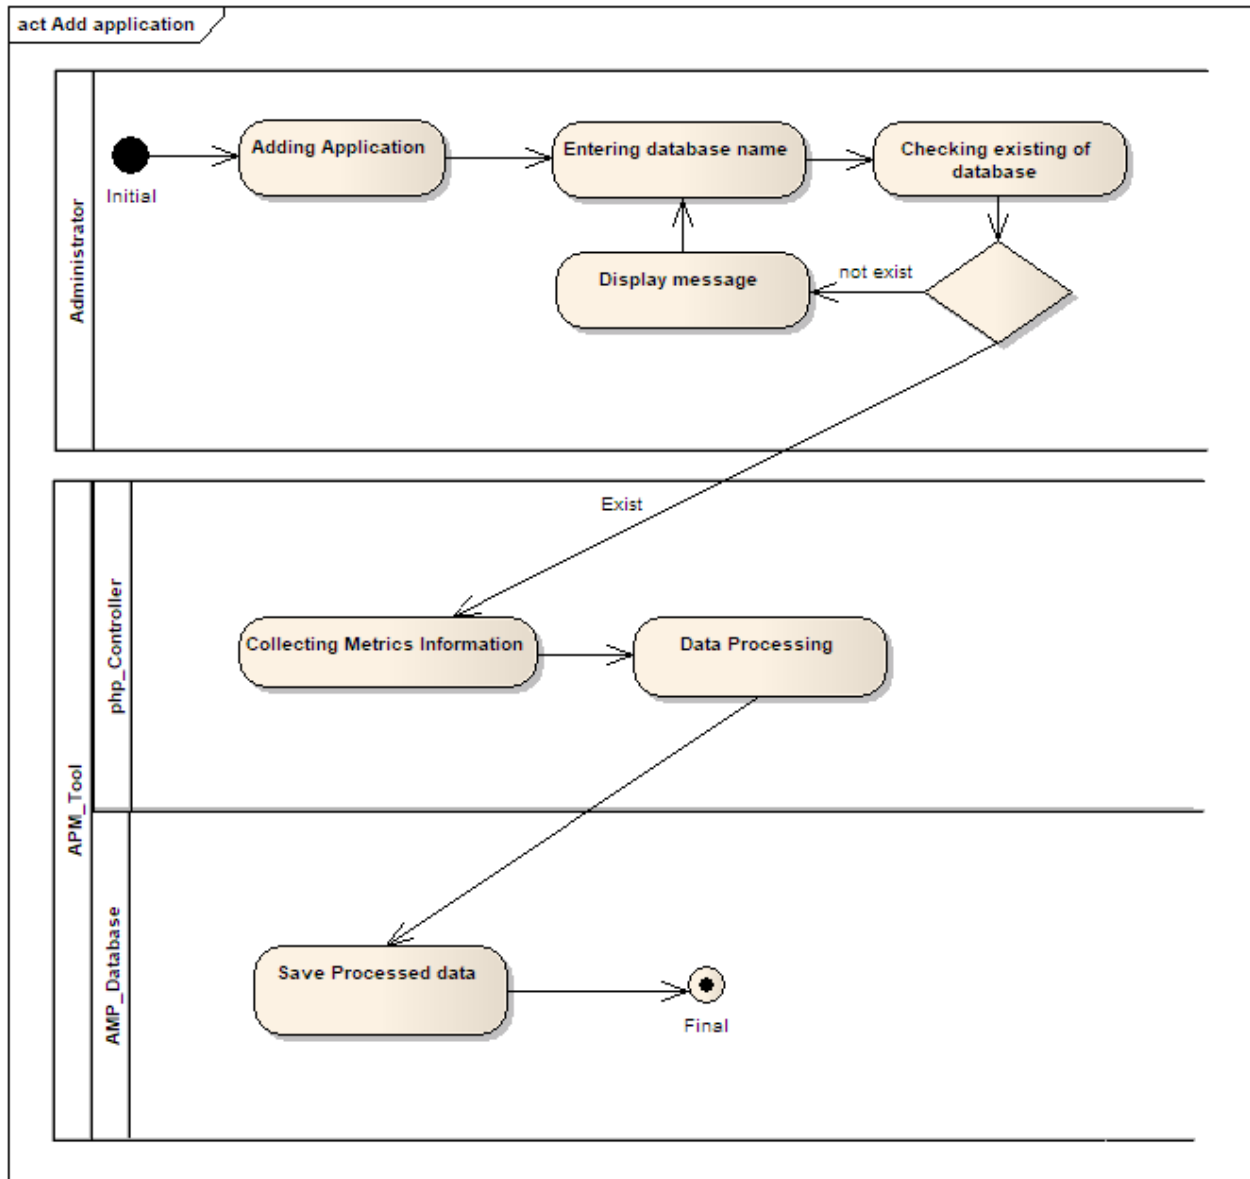 act Add application
Administrator
Initial
Adding Application
Entering database name
Checking existing of
database
Display message
not exist
Exist
APM_Tool
php_Controller
Collecting Metrics Information
Data Processing
AMP_Database
Save Processed data
Final